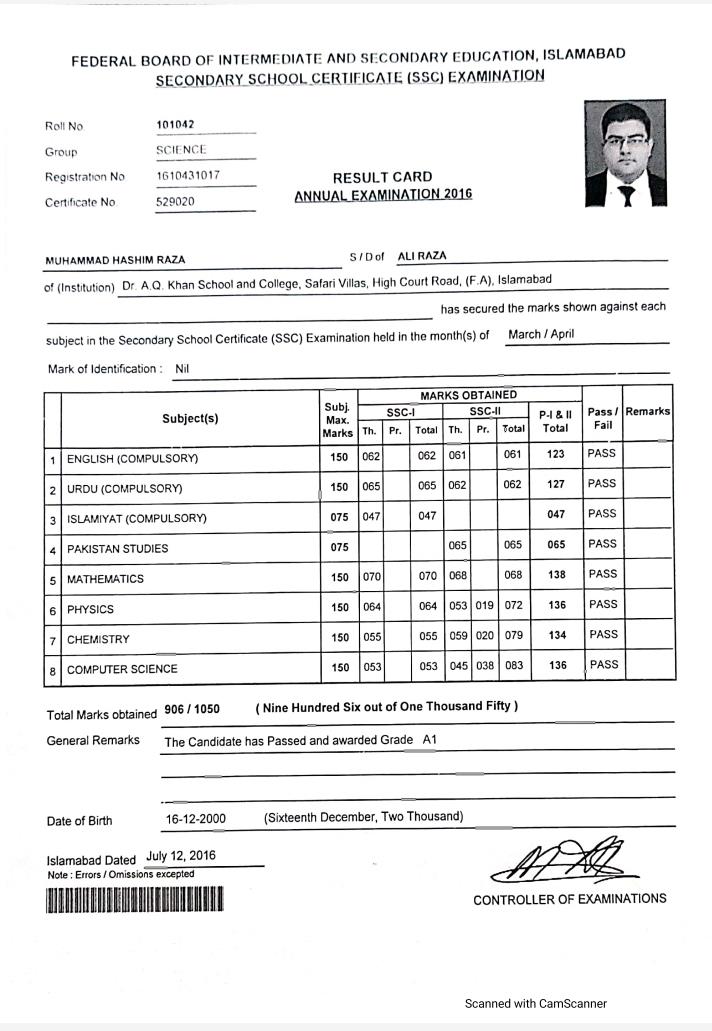 FEDERAL BOARD OF INTERMEDIATE AND SECONDARY EDUCATION, ISLAMABAD
SECONDARY SCHOOL CERTIFICATE (SSC) EXAMINATION
Roll No 101042
Group SCIENCE
Registration No 1610431017
Certificate No 529020
RESULT CARD
ANNUAL EXAMINATION 2016
MUHAMMAD HASHIM RAZA S / D of ALI RAZA
of (Institution) Dr. A.Q. Khan School and College, Safari Villas, High Court Road, (F.A), Islamabad
has secured the marks shown against each
subject in the Secondary School Certificate (SSC) Examination held in the month(s) of March / April
Mark of Identification : Nil
Subject(s) Subj. Max. Marks MARKS OBTAINED Pass / Fail Remarks
SSC-I SSC-II P-I & II Total
Th. Pr. Total Th. Pr. Total
1 ENGLISH (COMPULSORY) 150 062 062 061 061 123 PASS
2 URDU (COMPULSORY) 150 065 065 062 062 127 PASS
3 ISLAMIYAT (COMPULSORY) 075 047 047 047 PASS
4 PAKISTAN STUDIES 075 065 065 065 PASS
5 MATHEMATICS 150 070 070 068 068 138 PASS
6 PHYSICS 150 064 064 053 019 072 136 PASS
7 CHEMISTRY 150 055 055 059 020 079 134 PASS
8 COMPUTER SCIENCE 150 053 053 045 038 083 136 PASS
Total Marks obtained 906 / 1050 ( Nine Hundred Six out of One Thousand Fifty )
General Remarks The Candidate has Passed and awarded Grade A1
Date of Birth 16-12-2000 (Sixteenth December, Two Thousand)
Islamabad Dated July 12, 2016
Note : Errors / Omissions excepted
CONTROLLER OF EXAMINATIONS
Scanned with CamScanner